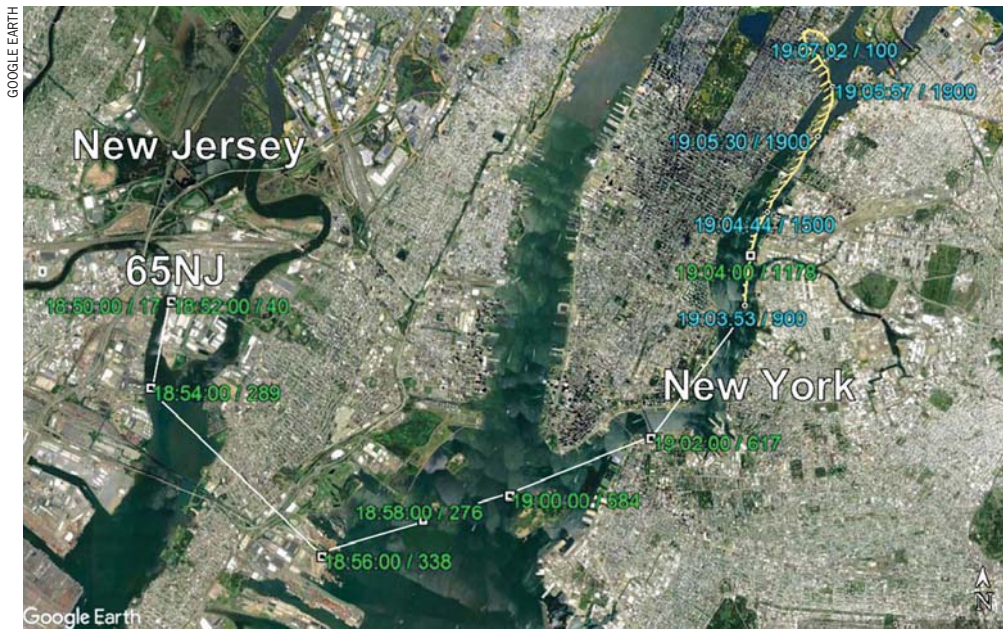 GOOGLE EARTH
19:07:02 / 100
19:05:57 / 1900
19:05:30 / 1900
New Jersey
19:04:44 / 1500
65NJ
19:04:00 / 1178
18:50:00 / 17
18:52:00 / 40
19:03:53 / 900
New York
18:54:00 / 289
19:02:00 / 617
19:00:00 / 584
18:58:00 / 276
18:56:00 / 338
N
Google Earth